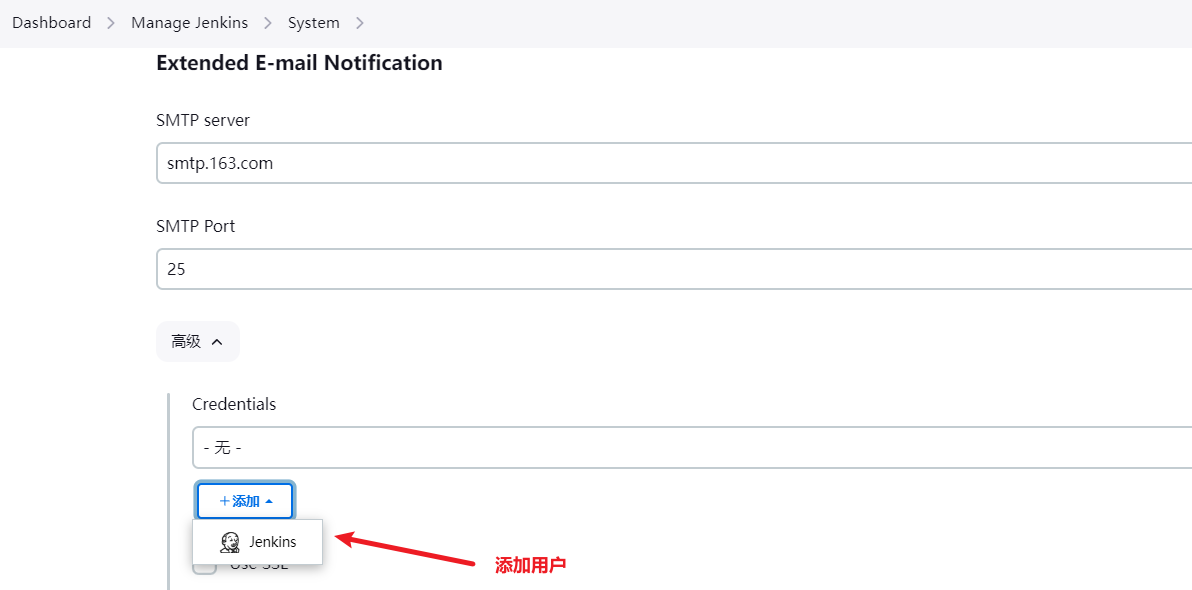 Dashboard > Manage Jenkins > System >
Extended E-mail Notification
SMTP server
smtp.163.com
SMTP Port
25
高级
Credentials
- 无 -
+添加
Jenkins
Use SSL
添加用户